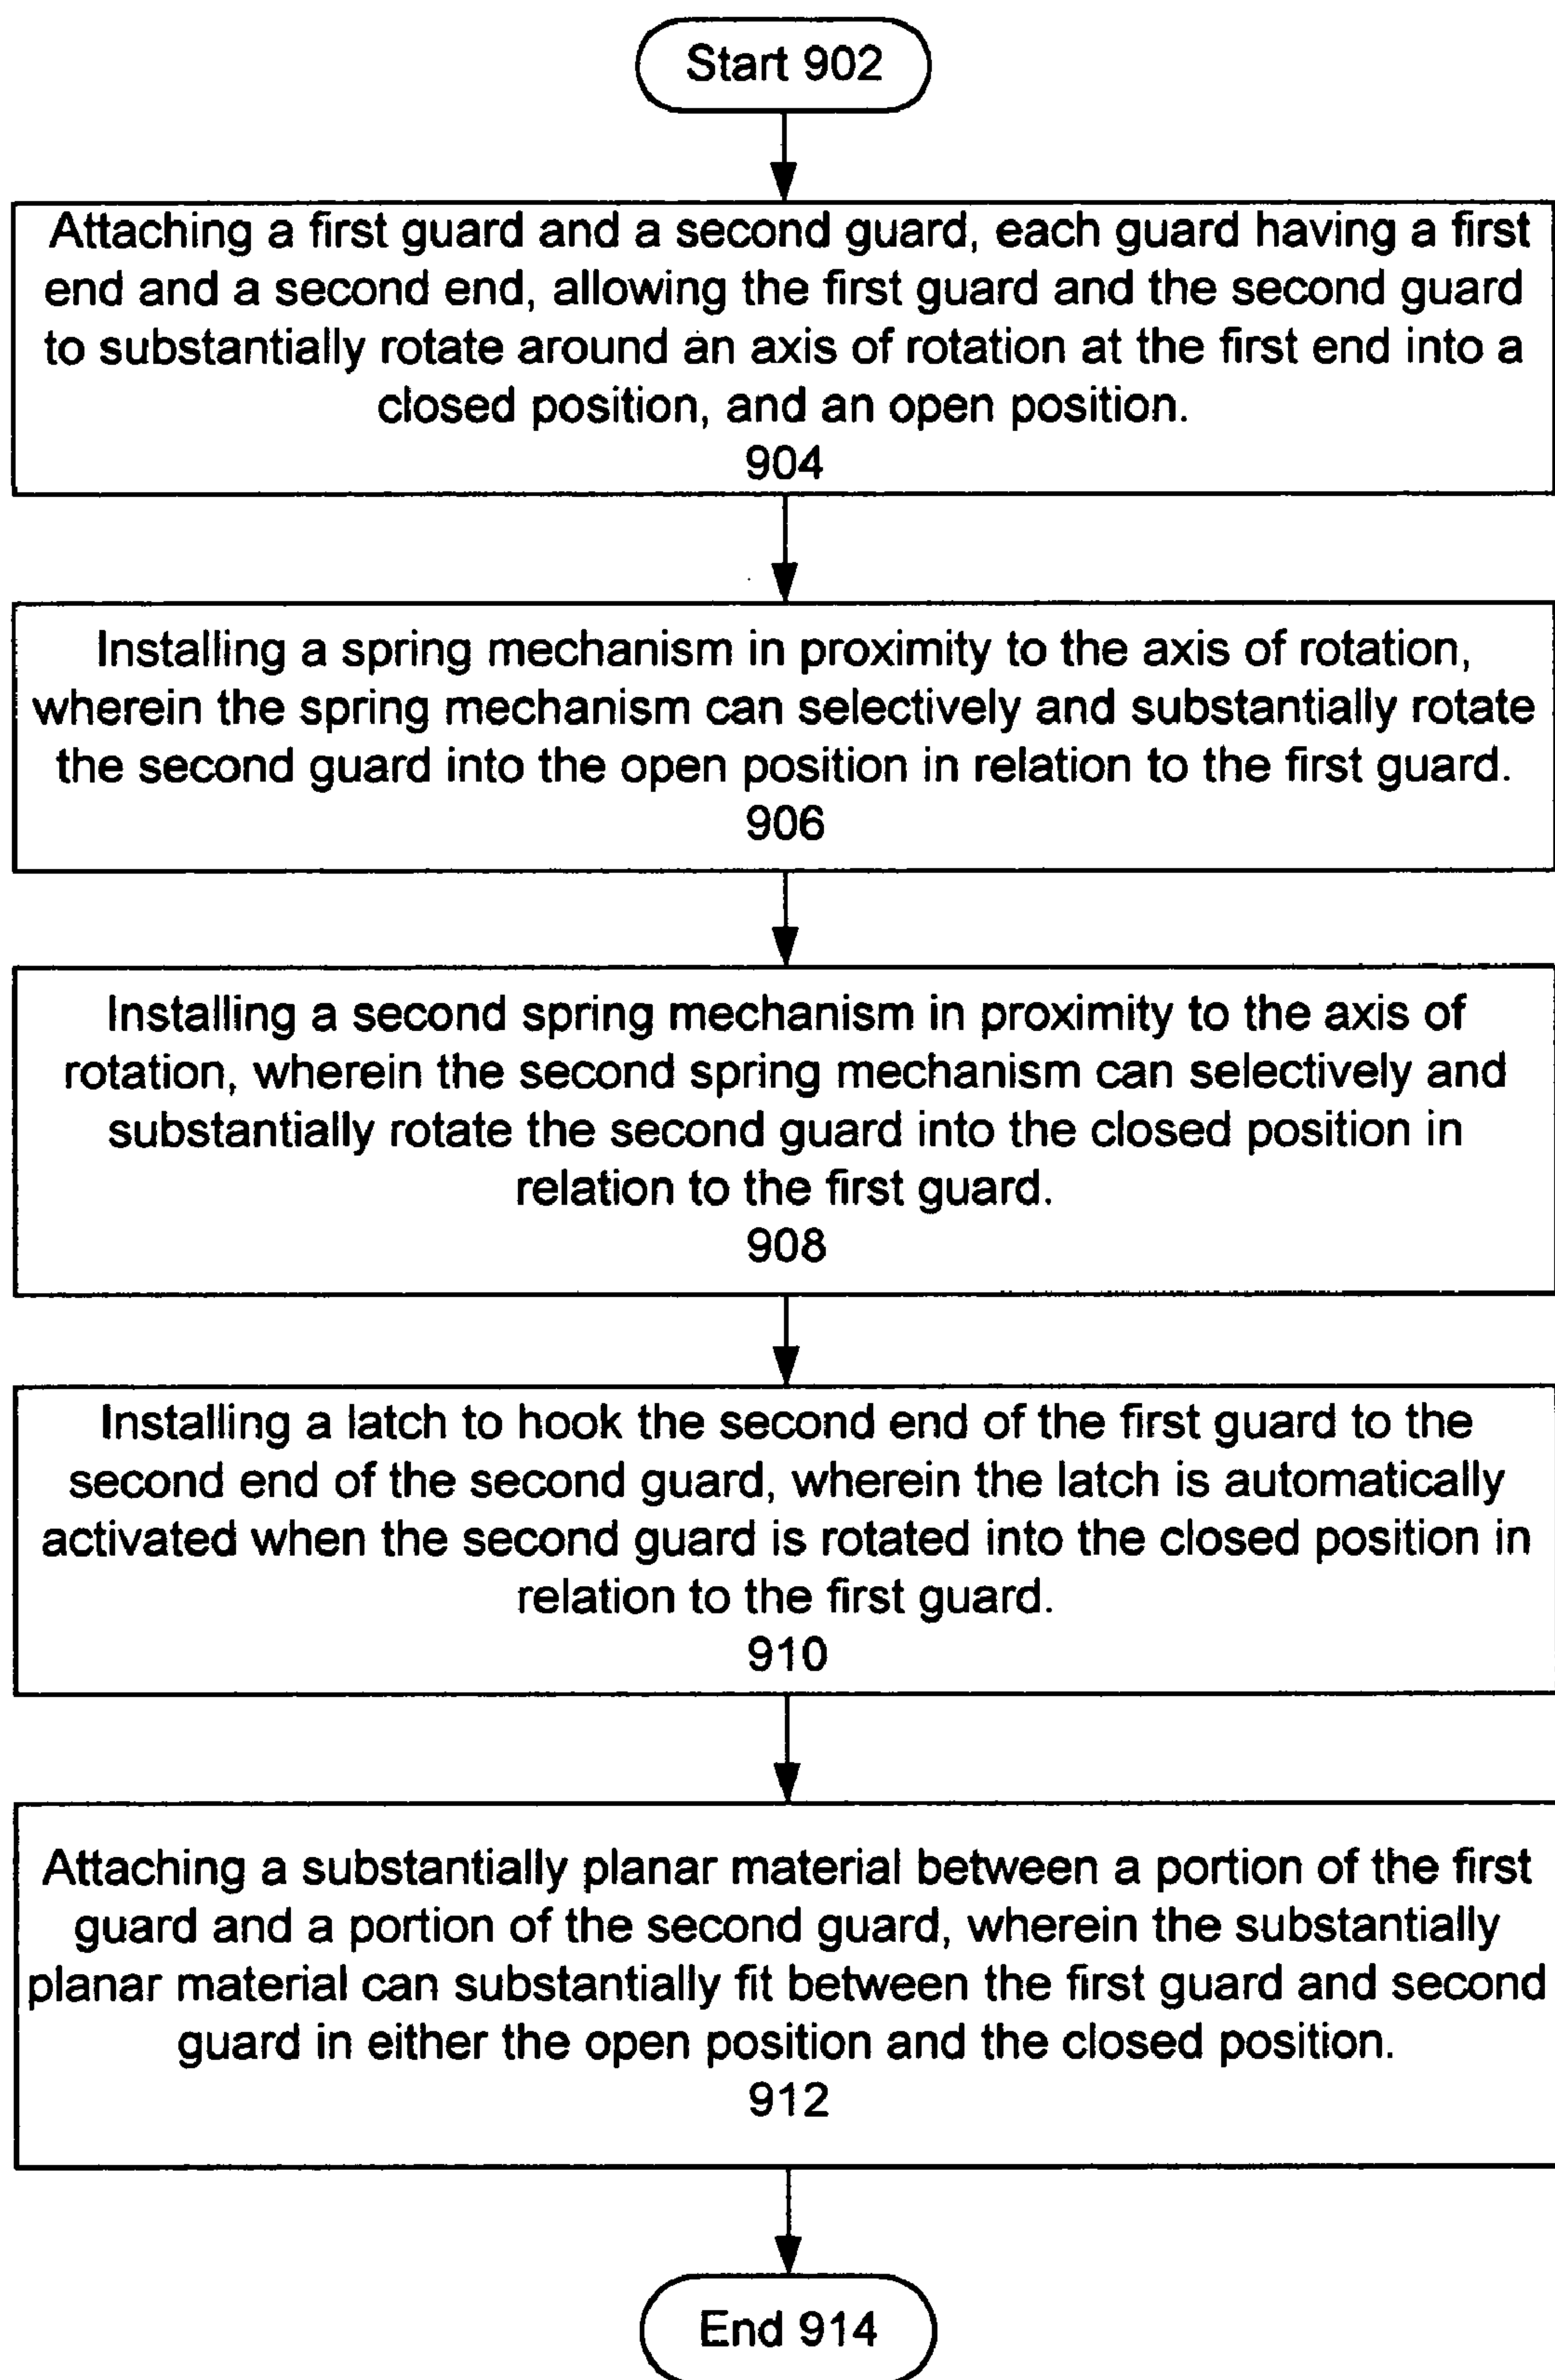 Start 902
Attaching a first guard and a second guard, each guard having a first
end and a second end, allowing the first guard and the second guard
to substantially rotate around an axis of rotation at the first end into a
closed position, and an open position.
904
Installing a spring mechanism in proximity to the axis of rotation,
wherein the spring mechanism can selectively and substantially rotate
the second guard into the open position in relation to the first guard.
906
Installing a second spring mechanism in proximity to the axis of
rotation, wherein the second spring mechanism can selectively and
substantially rotate the second guard into the closed position in
relation to the first guard.
908
Installing a latch to hook the second end of the first guard to the
second end of the second guard, wherein the latch is automatically
activated when the second guard is rotated into the closed position in
relation to the first guard.
910
Attaching a substantially planar material between a portion of the first
guard and a portion of the second guard, wherein the substantially
planar material can substantially fit between the first guard and second
guard in either the open position and the closed position.
912
End 914